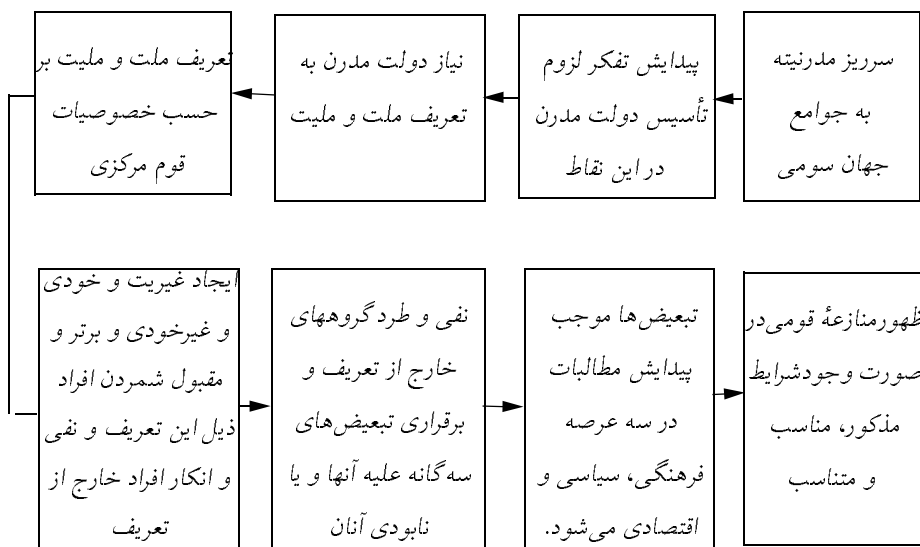 سرریز مدرنیته
به جوامع
جهان سومی
پیدایش تفکر لزوم
تأسیس دولت مدرن
در این نقاط
نیاز دولت مدرن به
تعریف ملت و ملیت
تعریف ملت و ملیت بر
حسب خصوصیات
قوم مرکزی
ایجاد غیریت و خودی
و غیرخودی و برتر و
مقبول شمردن افراد
ذیل این تعریف و نفی
و انکار افراد خارج از
تعریف
نفی و طرد گروههای
خارج از تعریف و
برقراری تبعیض‌های
سه‌گانه علیه آنها و یا
نابودی آنان
تبعیض‌ها موجب
پیدایش مطالبات
در سه عرصه
فرهنگی، سیاسی و
اقتصادی می‌شود.
ظهورمنازعهٔ قومی‌در
صورت وجودشرایط
مذکور، مناسب
و متناسب